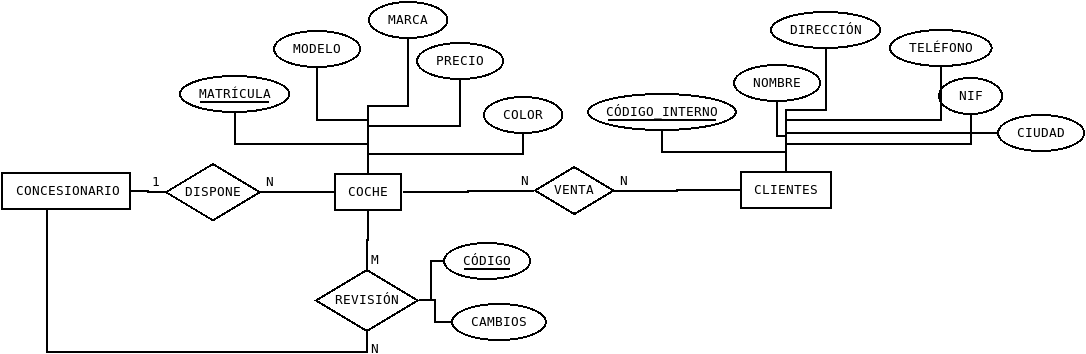 MARCA
DIRECCIÓN
MODELO
TELÉFONO
PRECIO
NOMBRE
MATRÍCULA
NIF
CÓDIGO_INTERNO
COLOR
CIUDAD
1
N
N
N
CONCESIONARIO
DISPONE
COCHE
VENTA
CLIENTES
M
CÓDIGO
REVISIÓN
CAMBIOS
N